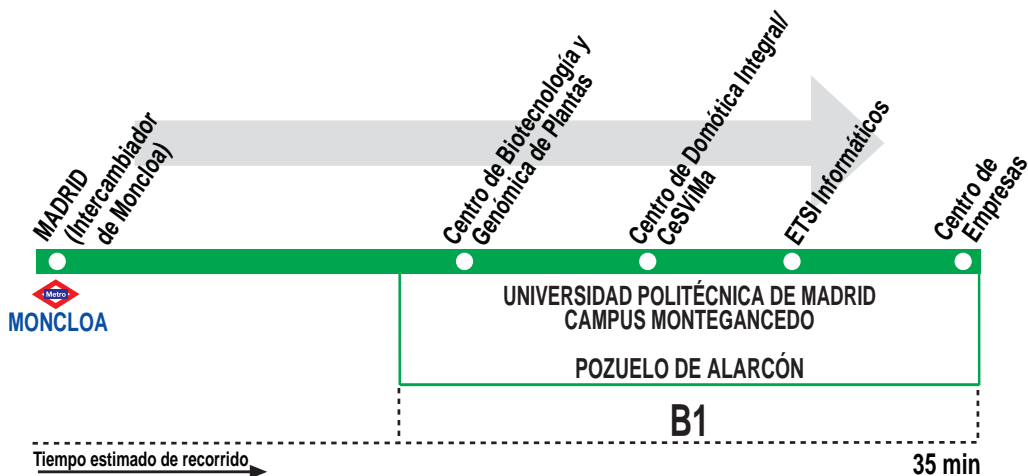 MADRID
(Intercambiador
de Moncloa)
Centro de Biotecnología y
Genómica de Plantas
Centro de Domótica Integral/
CeSViMa
ETSI Informáticos
Centro de
Empresas
Metro
MONCLOA
UNIVERSIDAD POLITÉCNICA DE MADRID
CAMPUS MONTEGANCEDO
POZUELO DE ALARCÓN
B1
Tiempo estimado de recorrido
35 min